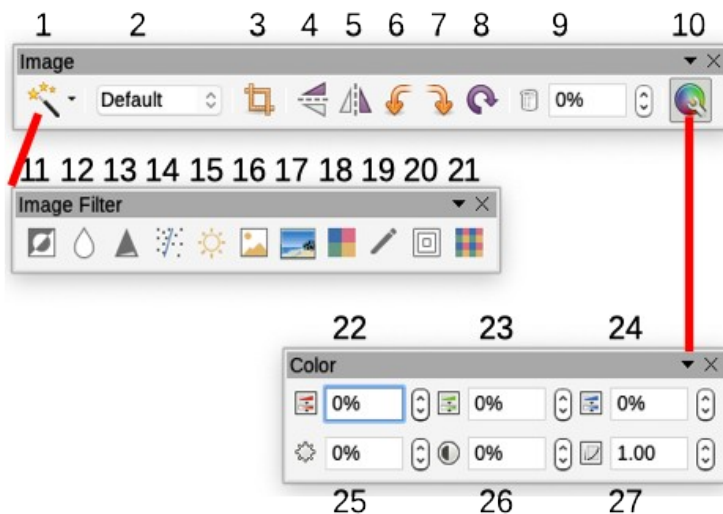 1 2 3 4 5 6 7 8 9 10
Image
Default 0%
11 12 13 14 15 16 17 18 19 20 21
Image Filter
22 23 24
Color
0% 0% 0%
0% 0% 1.00
25 26 27